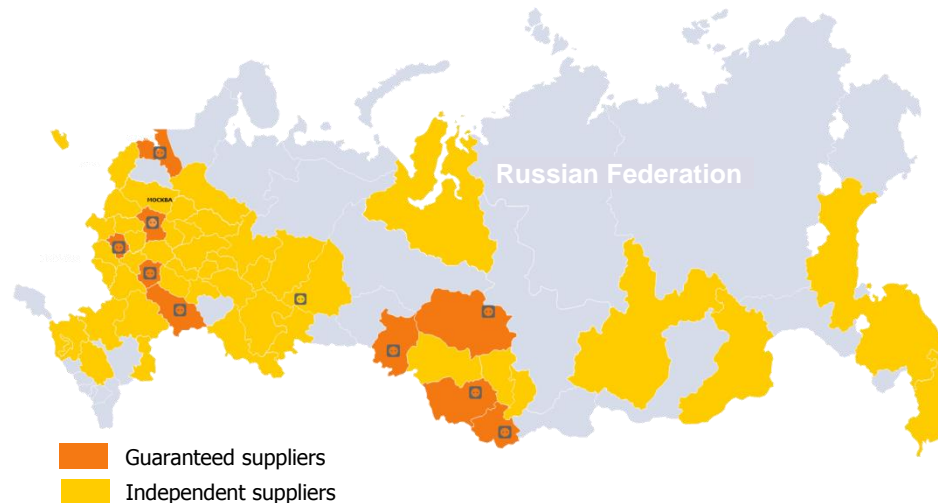 Russian Federation
МОСКВА
Guaranteed suppliers
Independent suppliers